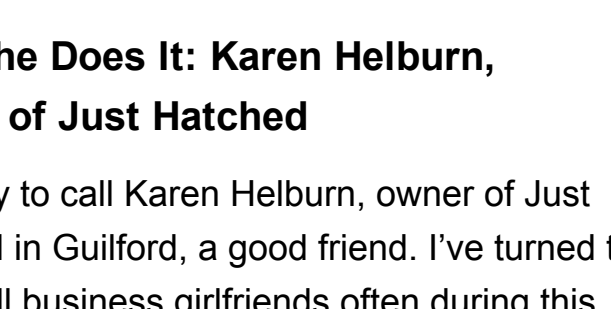 he Does It: Karen Helburn,
of Just Hatched
y to call Karen Helburn, owner of Just
in Guilford, a good friend. I've turned
ll business girlfriends often during this